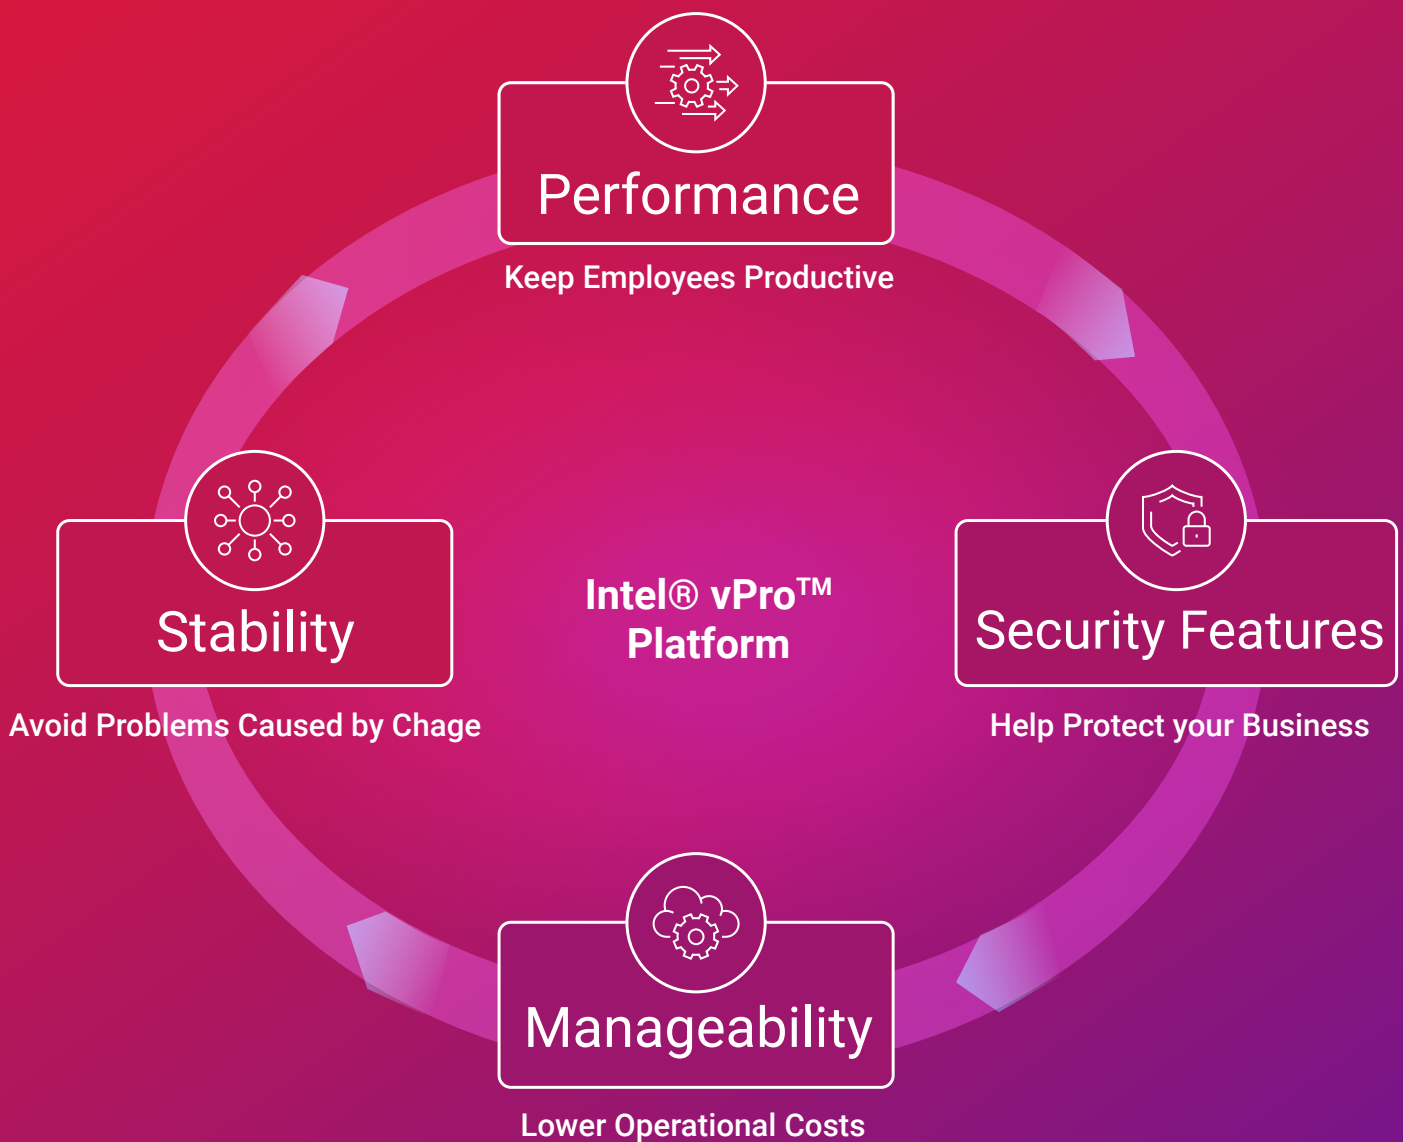 Performance
Keep Employees Productive
Stability
Avoid Problems Caused by Chage
Intel® vPro™
Platform
Security Features
Help Protect your Business
Manageability
Lower Operational Costs